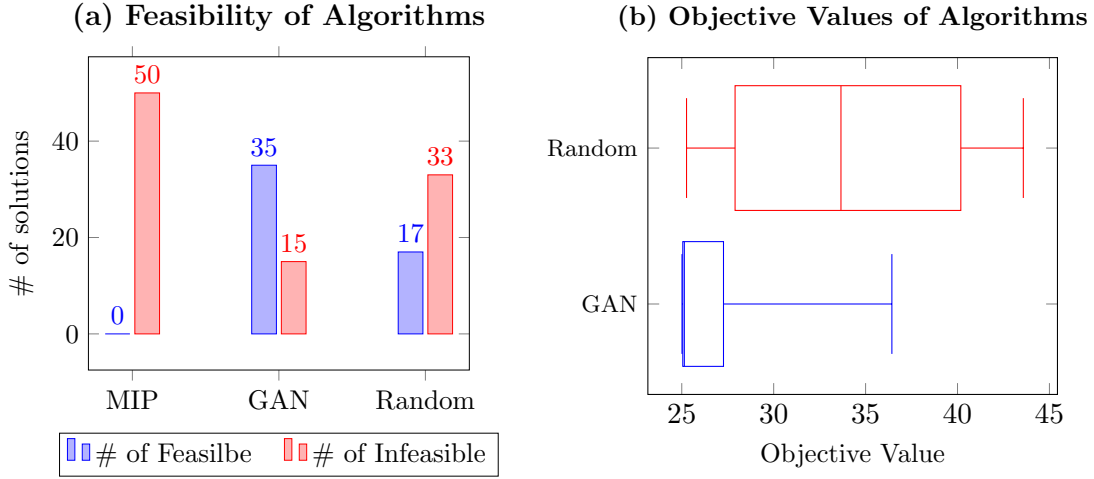 (a) Feasibility of Algorithms
50
35
33
17
15
0
40
20
0
# of solutions
MIP GAN Random
# of Feasilbe # of Infeasible
(b) Objective Values of Algorithms
Random
GAN
25 30 35 40 45
Objective Value